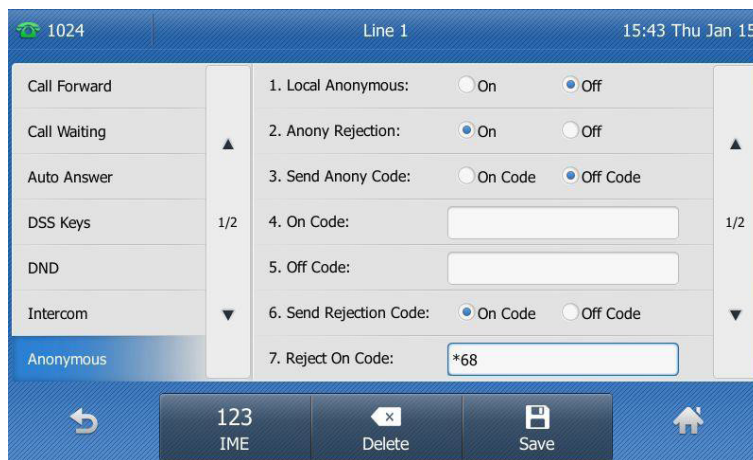 1024 Line 1 15:43 Thu Jan 15
Call Forward
Call Waiting
Auto Answer
DSS Keys
DND
Intercom
Anonymous
1/2
1. Local Anonymous: On Off
2. Anony Rejection: On Off
3. Send Anony Code: On Code Off Code
4. On Code:
5. Off Code:
6. Send Rejection Code: On Code Off Code
7. Reject On Code: *68
1/2
123
IME
Delete
Save